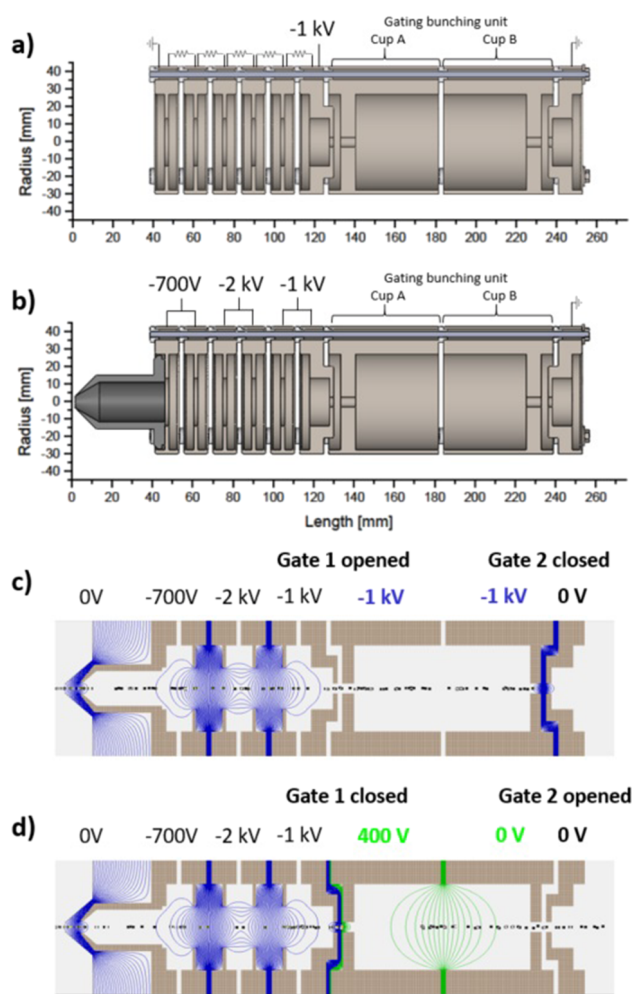 a)
-1 kV
Gating bunching unit
Cup A Cup B
Radius [mm]
40
30
20
10
0
-10
-20
-30
-40
0 20 40 60 80 100 120 140 160 180 200 220 240 260
b)
-700V -2 kV -1 kV
Gating bunching unit
Cup A Cup B
Radius [mm]
40
30
20
10
0
-10
-20
-30
-40
0 20 40 60 80 100 120 140 160 180 200 220 240 260
Length [mm]
Gate 1 opened Gate 2 closed
c) 0V -700V -2 kV -1 kV -1 kV -1 kV 0 V
Gate 1 closed Gate 2 opened
d) 0V -700V -2 kV -1 kV 400 V 0 V 0 V